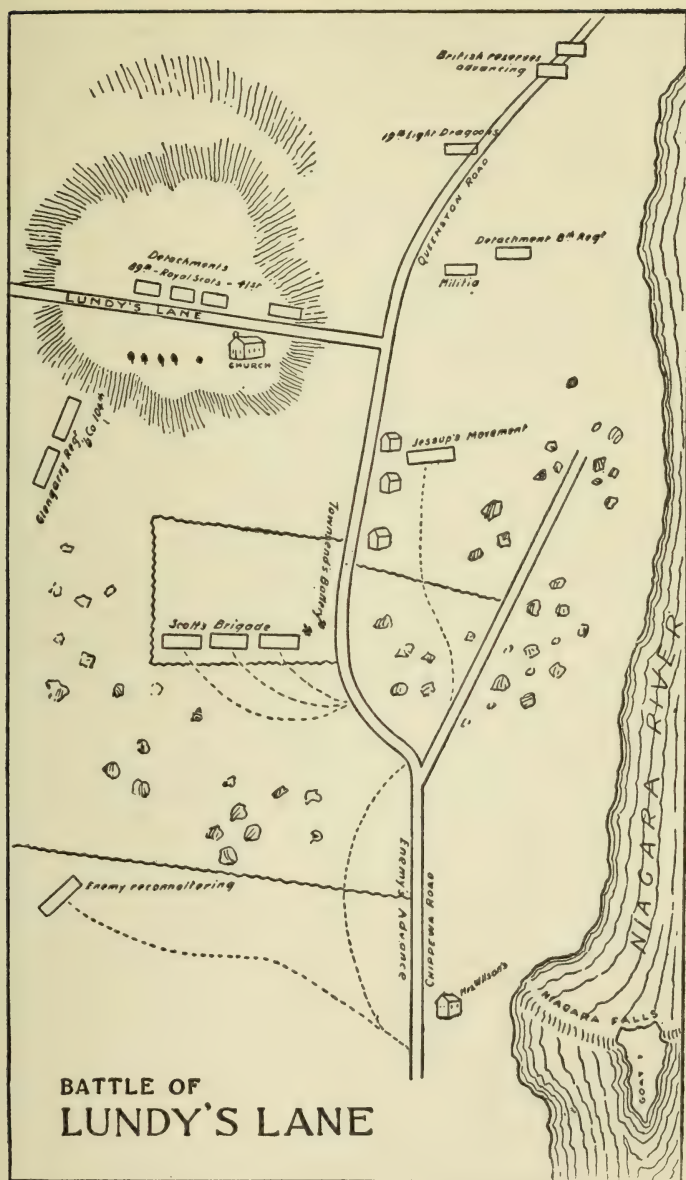 British reserves
advancing
19th Light Dragoons
QUEENSTON ROAD
Detachment 8th Regt
Militia
Detachments
89th - Royal Scots - 41st
LUNDY'S LANE
CHURCH
Glengarry Regt
Co 104th
Jessup's Movement
Townsend's Battery
Scott's Brigade
NIAGARA RIVER
Enemy reconnoitering
Enemy's Advance
CHIPPEWA ROAD
Mrs Wilson's
NIAGARA FALLS
GOAT I
BATTLE OF
LUNDY'S LANE